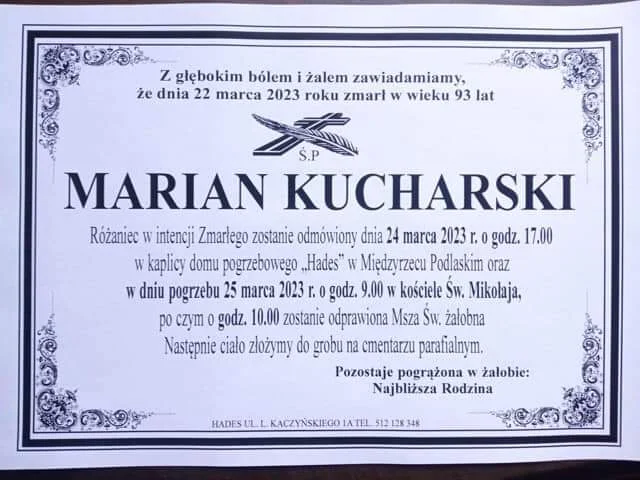 Z głębokim bólem i żalem zawiadamiamy,
że dnia 22 marca 2023 roku zmarł w wieku 93 lat
Ś.P
MARIAN KUCHARSKI
Różaniec w intencji Zmarłego zostanie odmówiony dnia 24 marca 2023 r. o godz. 17.00
w kaplicy domu pogrzebowego „Hades” w Międzyrzecu Podlaskim oraz
w dniu pogrzebu 25 marca 2023 r. o godz. 9.00 w kościele Św. Mikołaja,
po czym o godz. 10.00 zostanie odprawiona Msza Św. żałobna
Następnie ciało złożymy do grobu na cmentarzu parafialnym.
Pozostaje pogrążona w żałobie:
Najbliższa Rodzina
HADES UL. L. KACZYŃSKIEGO 1A TEL. 512 128 348